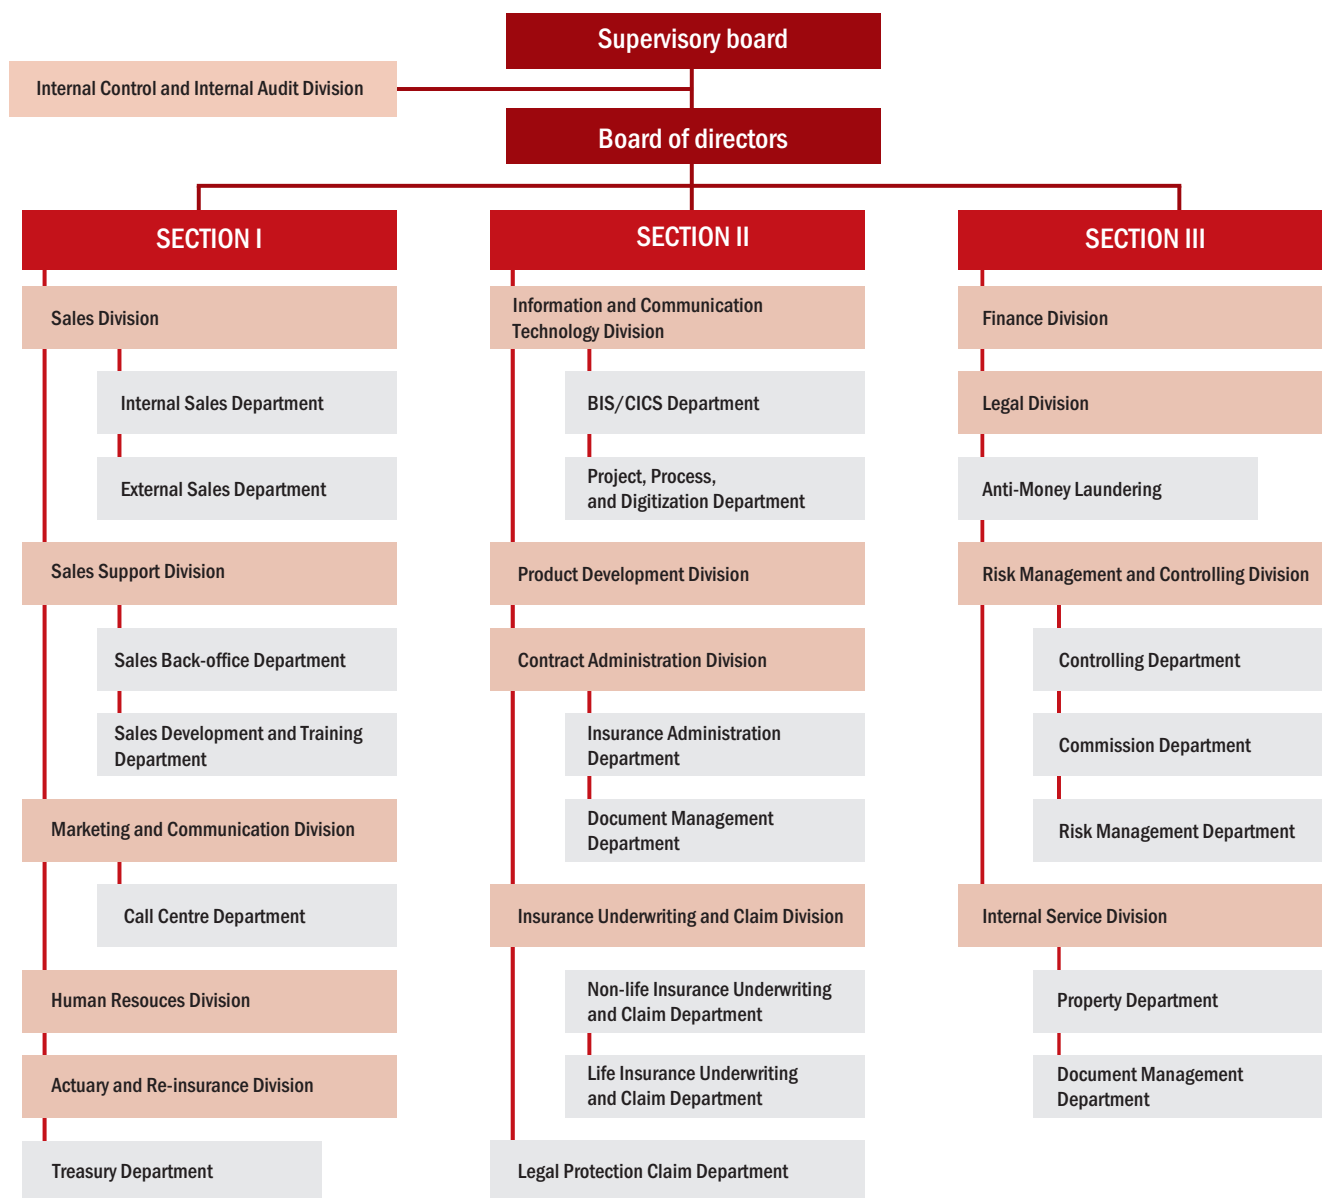 Supervisory board
Internal Control and Internal Audit Division
Board of directors
SECTION I
Sales Division
Internal Sales Department
External Sales Department
Sales Support Division
Sales Back-office Department
Sales Development and Training
Department
Marketing and Communication Division
Call Centre Department
Human Resouces Division
Actuary and Re-insurance Division
Treasury Department
SECTION II
Information and Communication
Technology Division
BIS/CICS Department
Project, Process,
and Digitization Department
Product Development Division
Contract Administration Division
Insurance Administration
Department
Document Management
Department
Insurance Underwriting and Claim Division
Non-life Insurance Underwriting
and Claim Department
Life Insurance Underwriting
and Claim Department
Legal Protection Claim Department
SECTION III
Finance Division
Legal Division
Anti-Money Laundering
Risk Management and Controlling Division
Controlling Department
Commission Department
Risk Management Department
Internal Service Division
Property Department
Document Management
Department